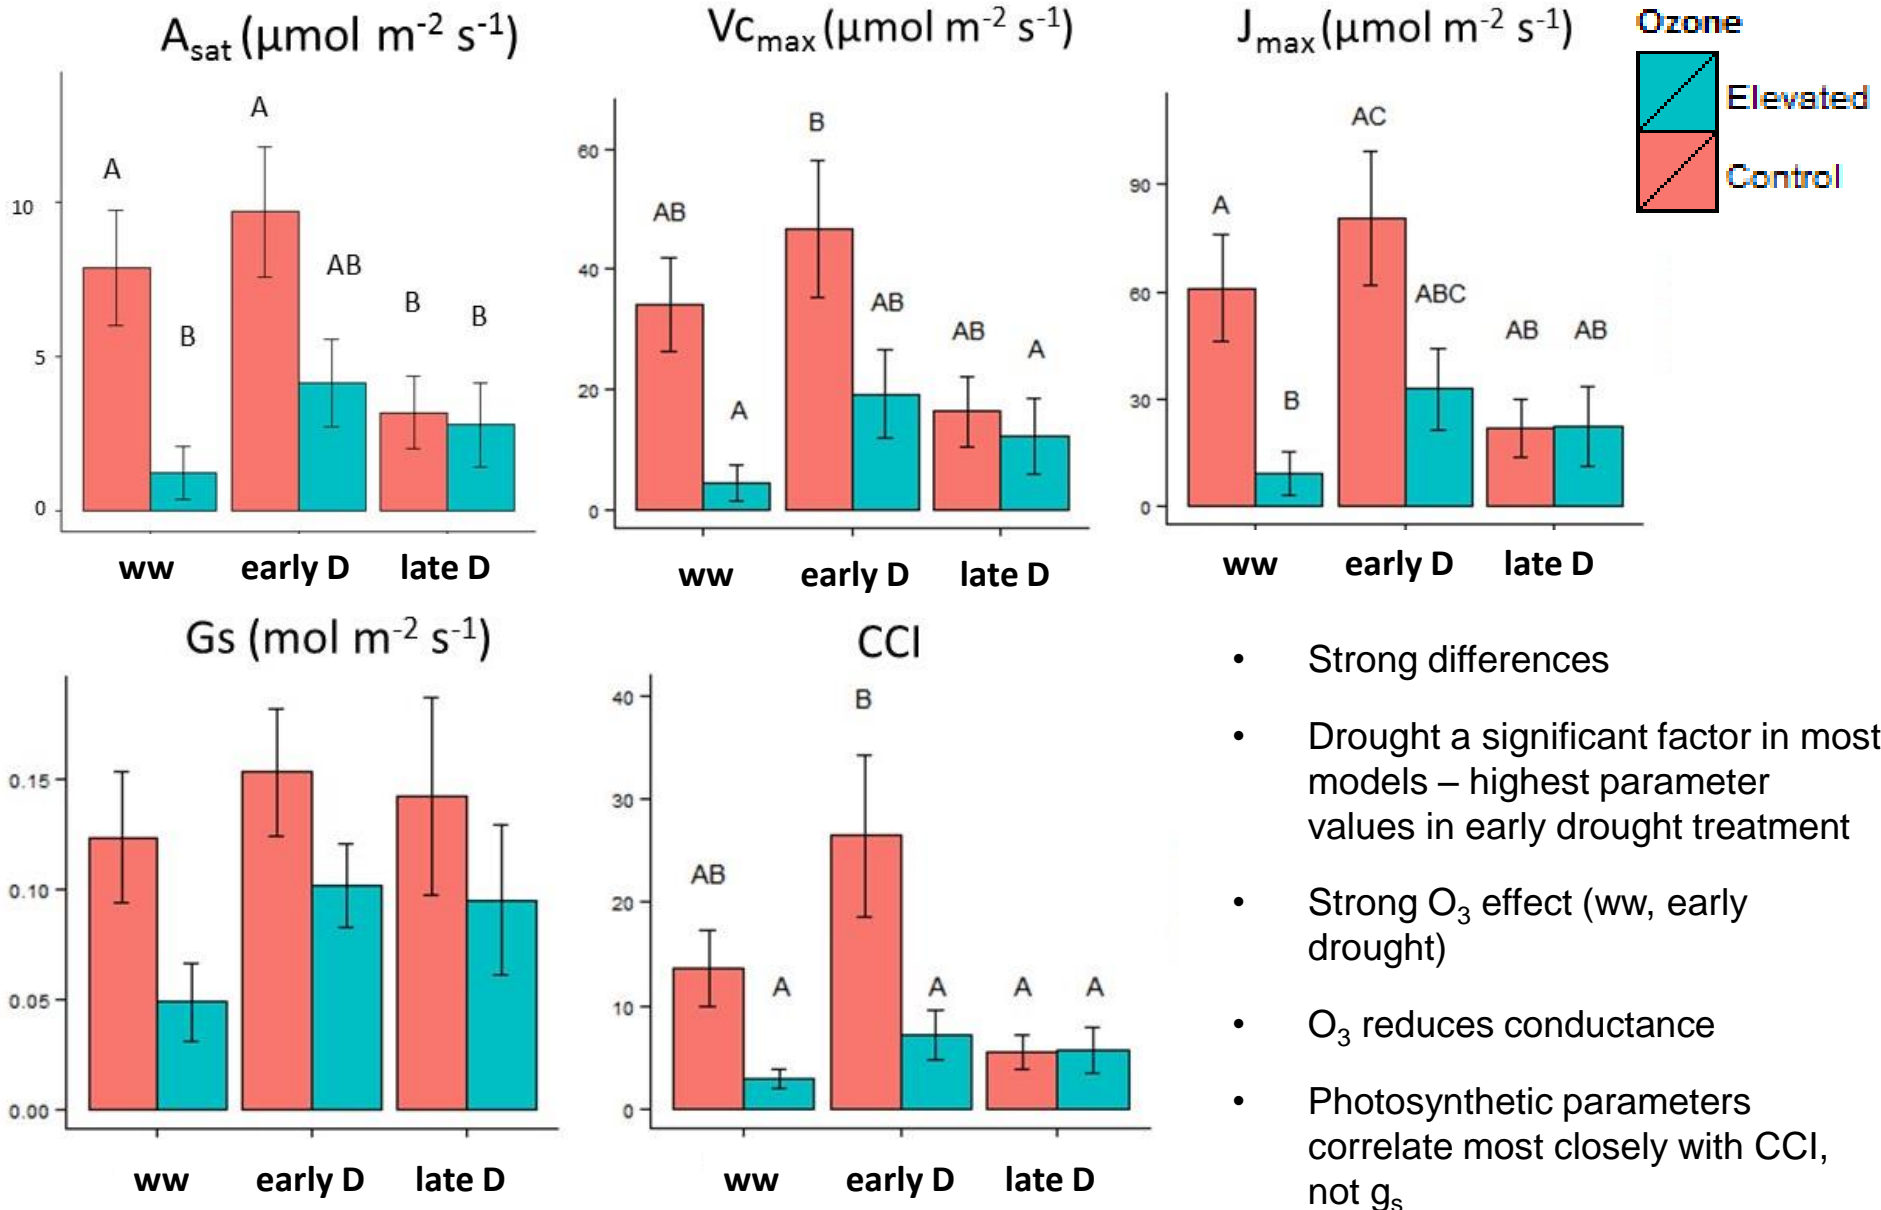 A_sat (µmol m⁻² s⁻¹)
10
5
0
A
B
A
AB
B
B
ww early D late D
Vc_max (µmol m⁻² s⁻¹)
60
40
20
0
AB
A
B
AB
AB
A
ww early D late D
J_max (µmol m⁻² s⁻¹)
90
60
30
0
A
B
AC
ABC
AB
AB
ww early D late D
Ozone
Elevated
Control
Gs (mol m⁻² s⁻¹)
0.15
0.10
0.05
0.00
ww early D late D
CCI
40
30
20
10
0
AB
A
B
A
A
A
ww early D late D
• Strong differences
• Drought a significant factor in most
models – highest parameter
values in early drought treatment
• Strong O₃ effect (ww, early
drought)
• O₃ reduces conductance
• Photosynthetic parameters
correlate most closely with CCI,
not gₛ